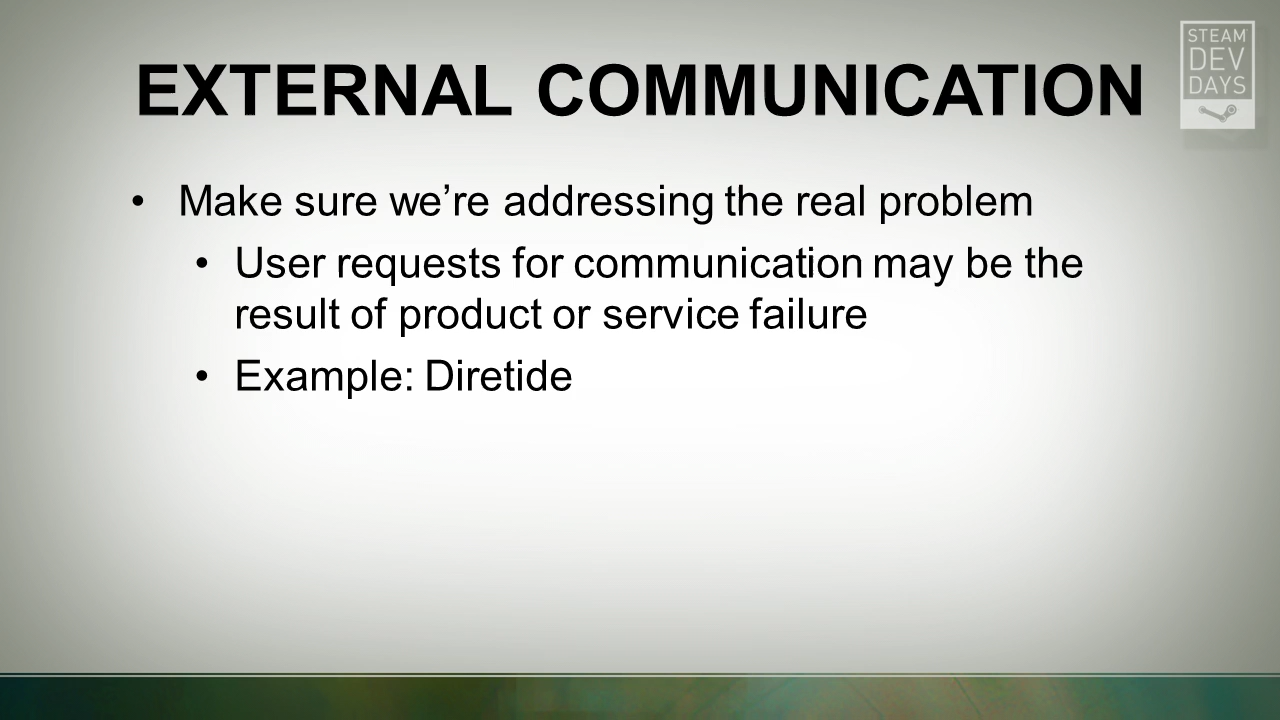 EXTERNAL COMMUNICATION
STEAM
DEV
DAYS
• Make sure we’re addressing the real problem
• User requests for communication may be the
result of product or service failure
• Example: Diretide